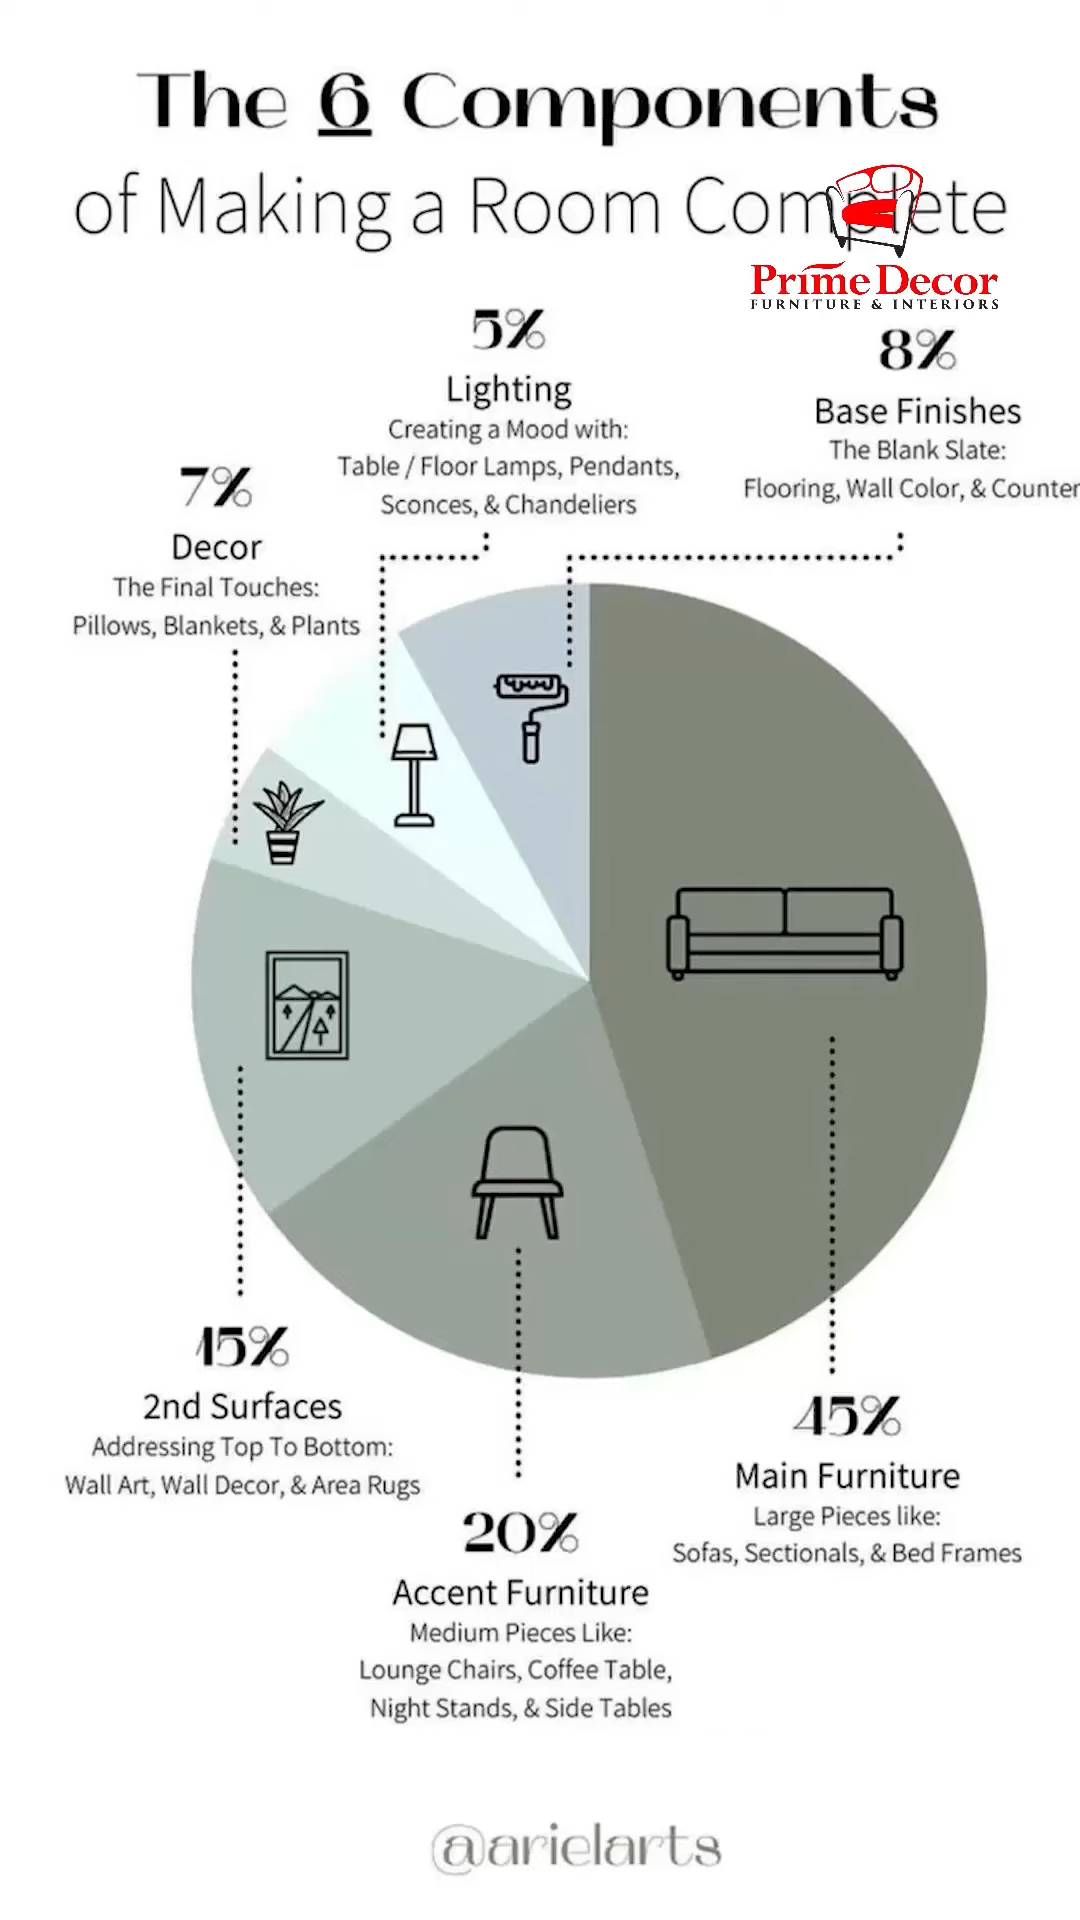 The 6 Components
of Making a Room Complete
Prime Decor
FURNITURE & INTERIORS
5%
Lighting
Creating a Mood with:
Table / Floor Lamps, Pendants,
Sconces, & Chandeliers
8%
Base Finishes
The Blank Slate:
Flooring, Wall Color, & Counter
7%
Decor
The Final Touches:
Pillows, Blankets, & Plants
15%
2nd Surfaces
Addressing Top To Bottom:
Wall Art, Wall Decor, & Area Rugs
45%
Main Furniture
Large Pieces like:
Sofas, Sectionals, & Bed Frames
20%
Accent Furniture
Medium Pieces Like:
Lounge Chairs, Coffee Table,
Night Stands, & Side Tables
@arielarts